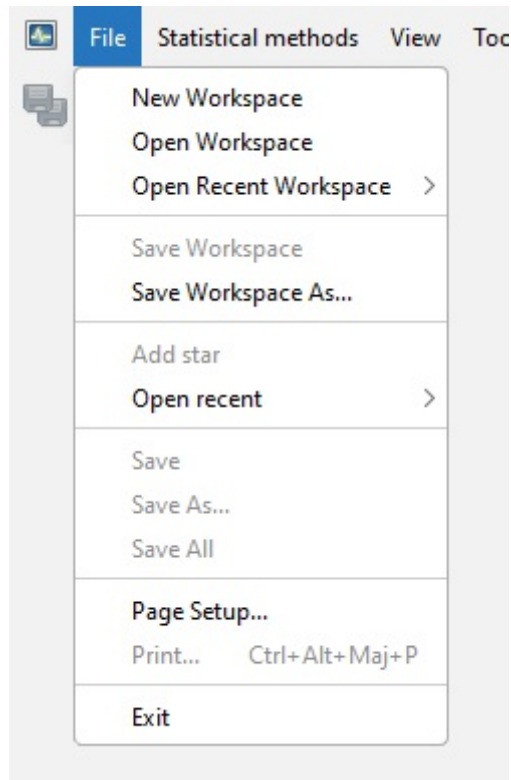 File Statistical methods View Too
New Workspace
Open Workspace
Open Recent Workspace
Save Workspace
Save Workspace As...
Add star
Open recent
Save
Save As...
Save All
Page Setup...
Print... Ctrl+Alt+Maj+P
Exit